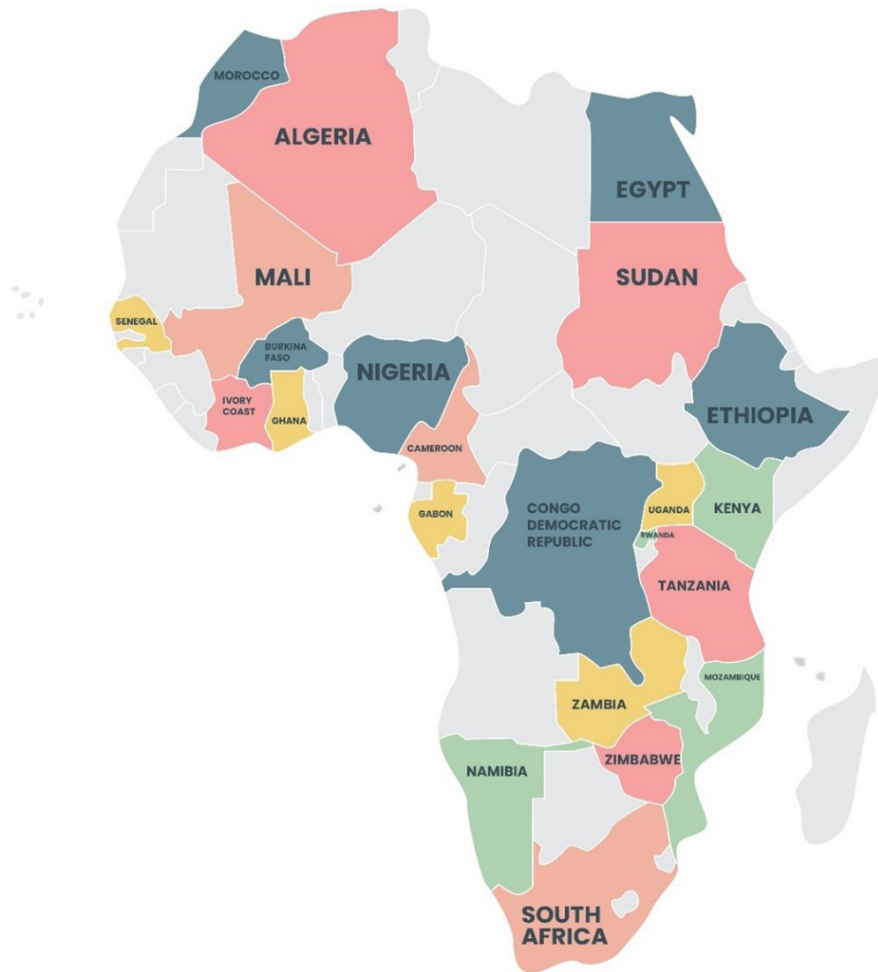 MOROCCO
ALGERIA
EGYPT
MALI
SUDAN
SENEGAL
BURKINA
FASO
NIGERIA
IVORY
COAST
GHANA
ETHIOPIA
CAMEROON
GABON
CONGO
DEMOCRATIC
REPUBLIC
UGANDA
KENYA
RWANDA
TANZANIA
MOZAMBIQUE
ZAMBIA
ZIMBABWE
NAMIBIA
SOUTH
AFRICA